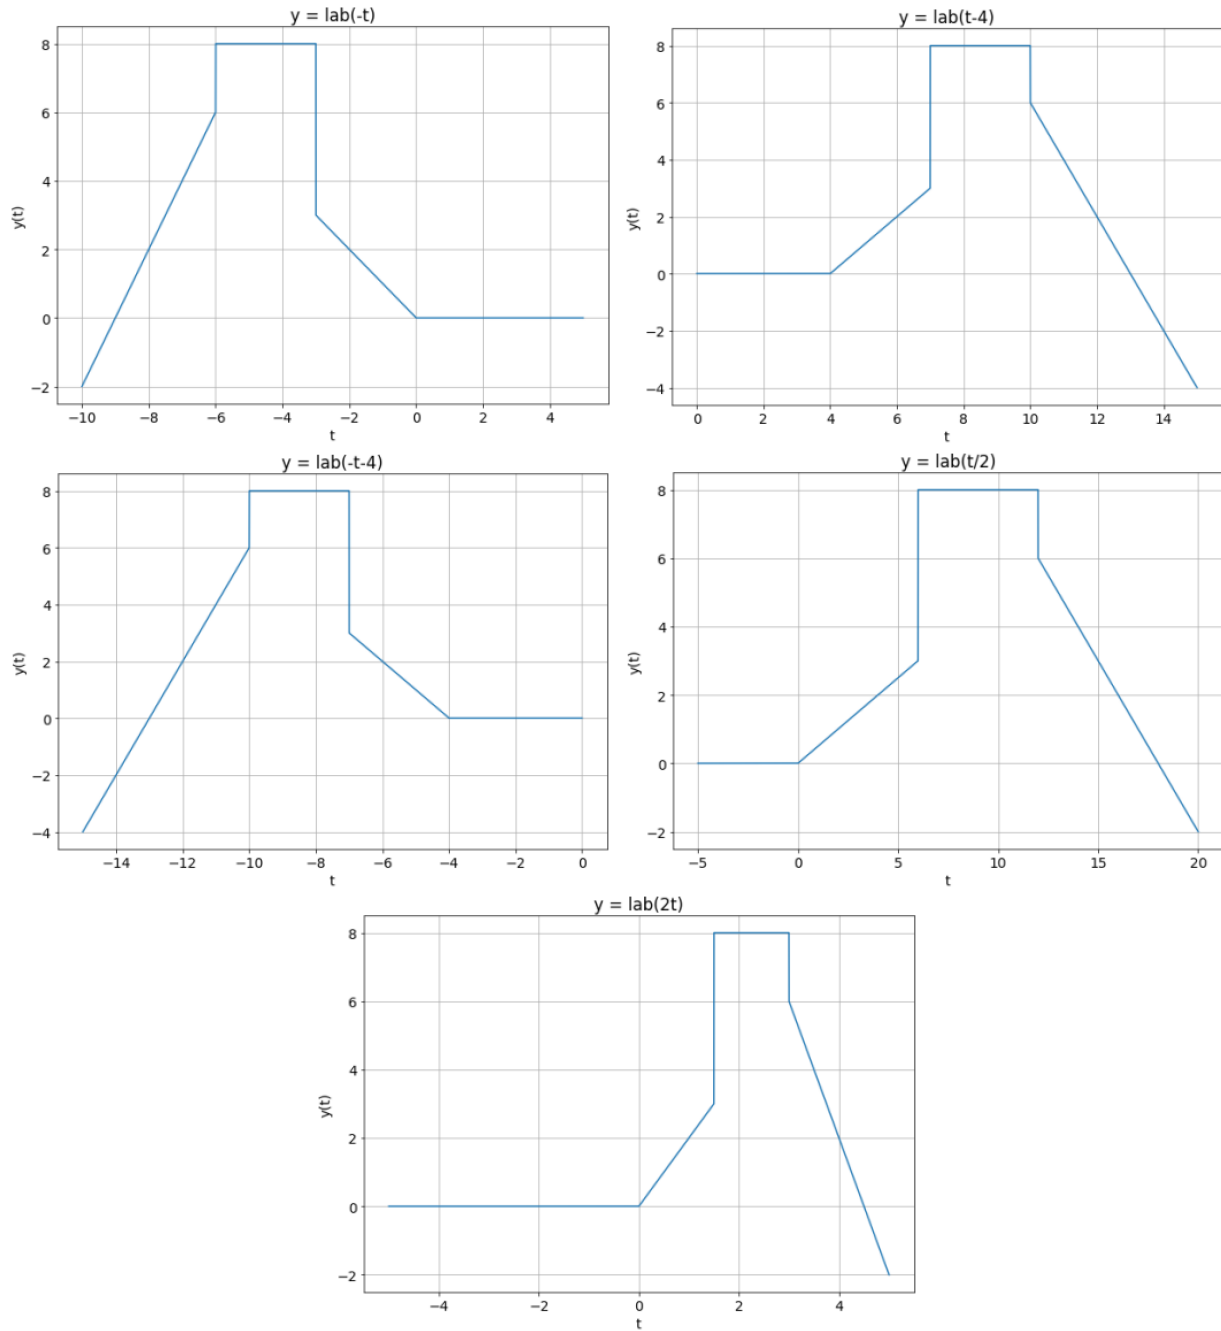 y = lab(-t)
8
6
4
2
0
−2
y(t)
−10 −8 −6 −4 −2 0 2 4
t
y = lab(t-4)
8
6
4
2
0
−2
−4
y(t)
0 2 4 6 8 10 12 14
t
y = lab(-t-4)
8
6
4
2
0
−2
−4
y(t)
−14 −12 −10 −8 −6 −4 −2 0
t
y = lab(t/2)
8
6
4
2
0
−2
y(t)
−5 0 5 10 15 20
t
y = lab(2t)
8
6
4
2
0
−2
y(t)
−4 −2 0 2 4
t